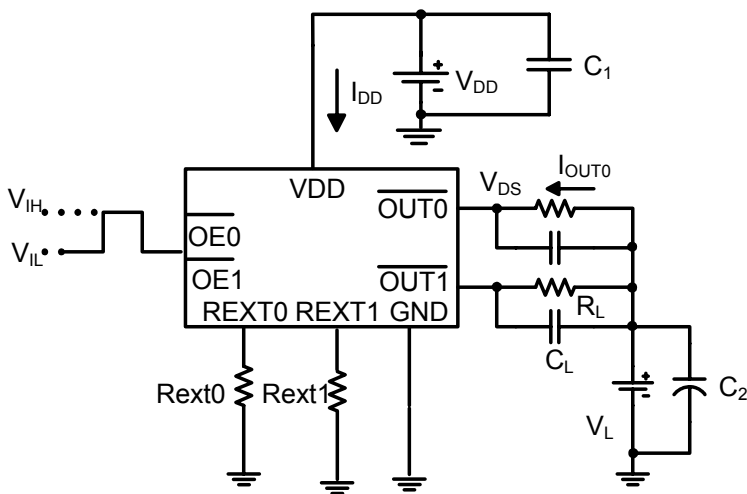 V_DD
+
-
C_1
I_DD
VDD
V_DS
I_OUT0
V_IH
V_IL
OE0
OUT0
OE1
OUT1
REXT0 REXT1 GND
R_L
C_L
Rext0
Rext1
+
-
V_L
C_2